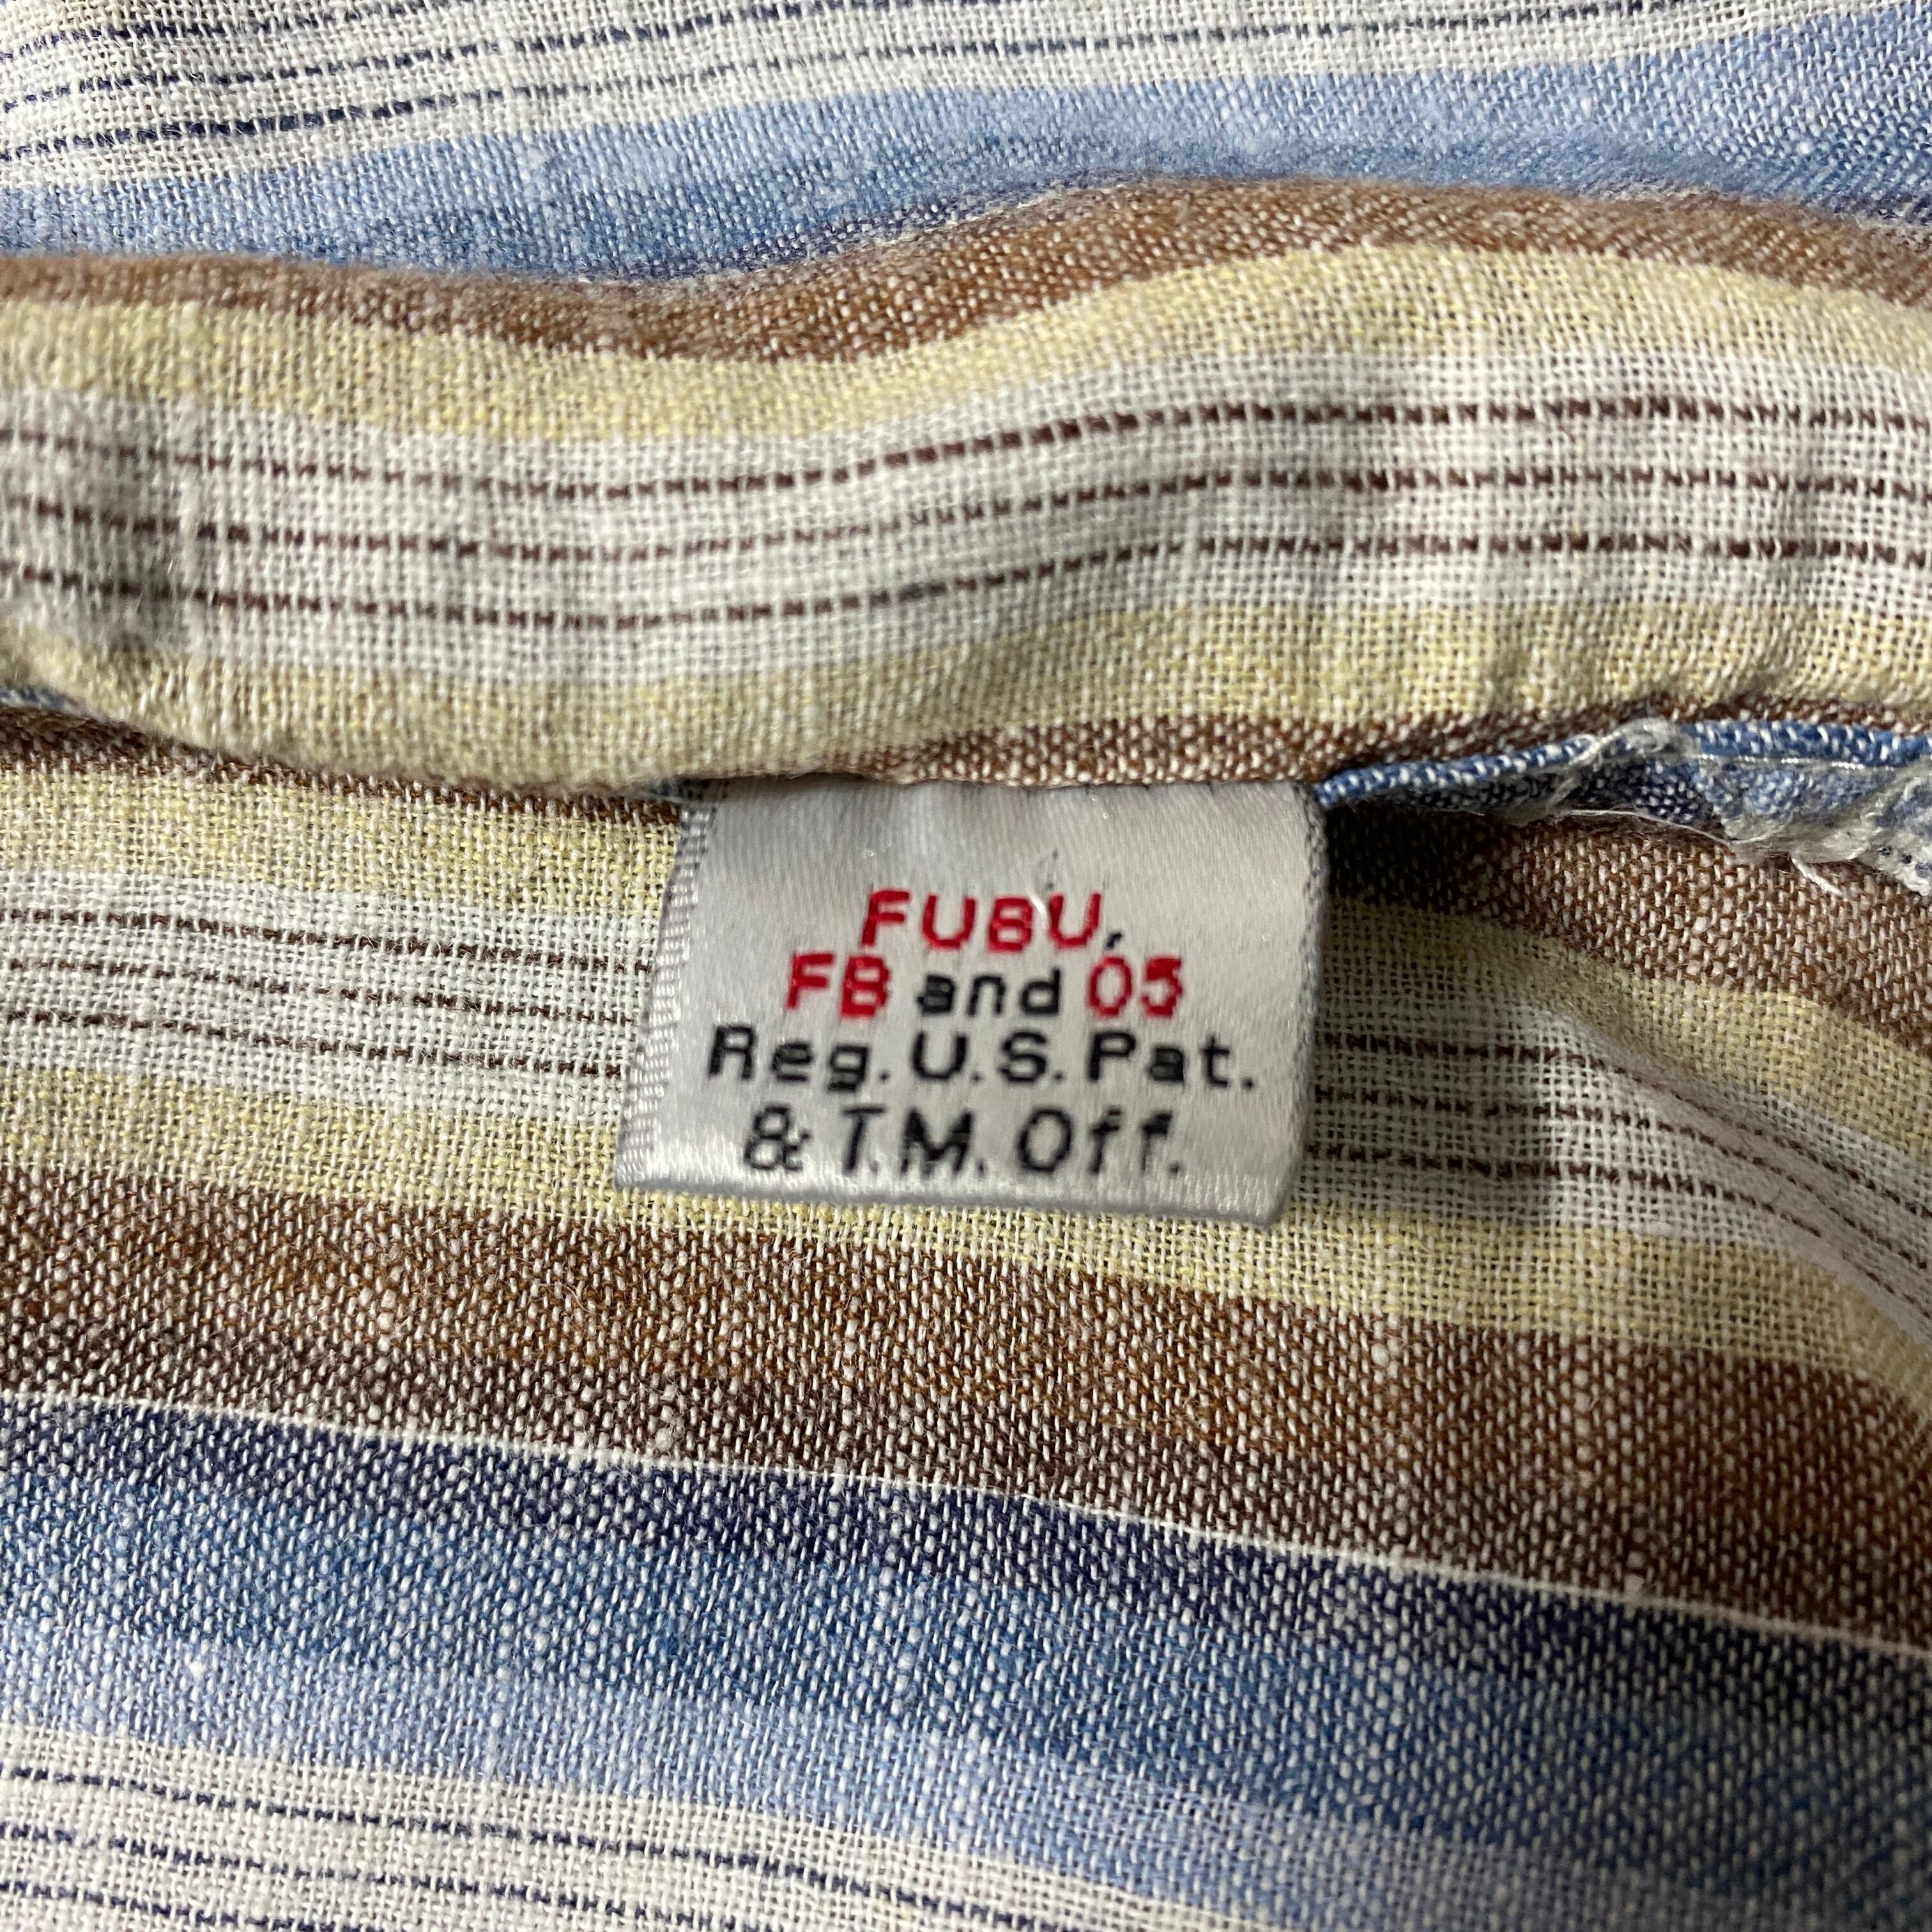 FUBU,
FB and 05
Reg. U.S. Pat.
& T.M. Off.